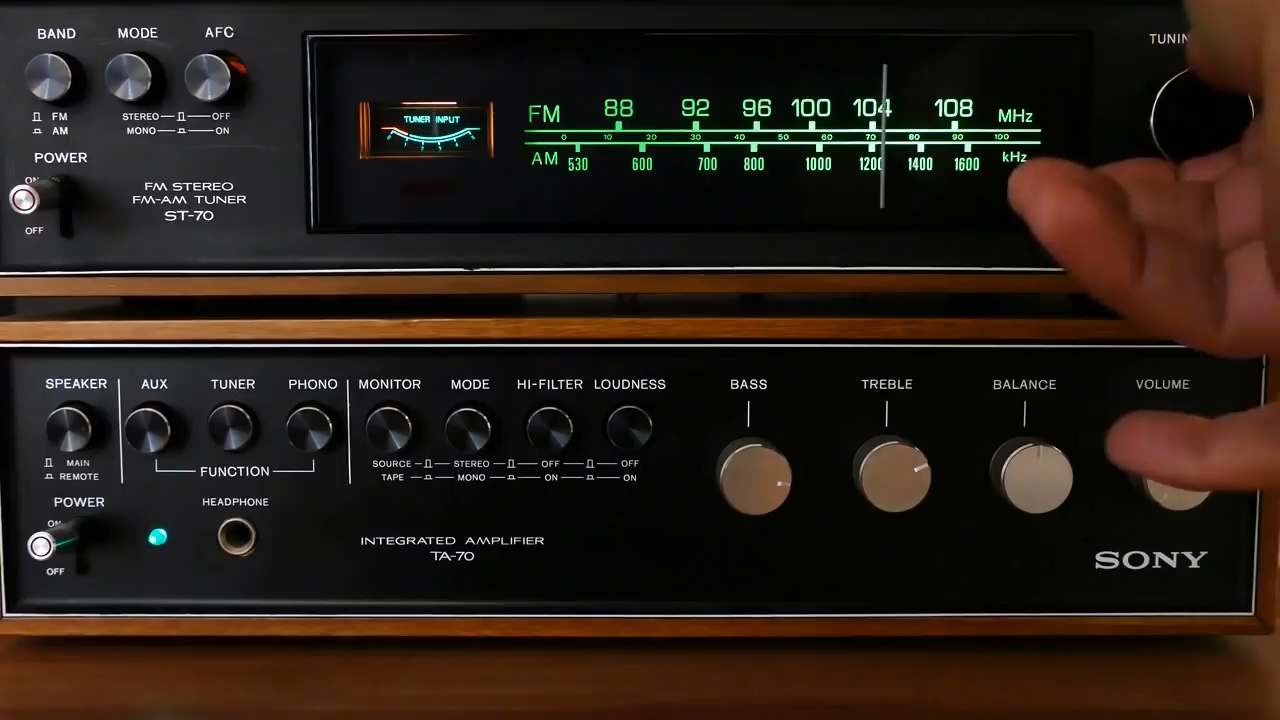 BAND MODE AFC
TUNIN
FM 88 92 96 100 104 108 MHz
TUNER INPUT
0 10 20 30 40 50 60 70 80 90 100
AM 530 600 700 800 1000 1200 1400 1600 kHz
FM STEREO OFF
AM MONO ON
POWER
ON
OFF
FM STEREO
FM-AM TUNER
ST-70
SPEAKER AUX TUNER PHONO MONITOR MODE HI-FILTER LOUDNESS BASS TREBLE BALANCE VOLUME
MAIN
REMOTE
FUNCTION
SOURCE STEREO OFF OFF
TAPE MONO ON ON
POWER
ON
OFF
HEADPHONE
INTEGRATED AMPLIFIER
TA-70
SONY